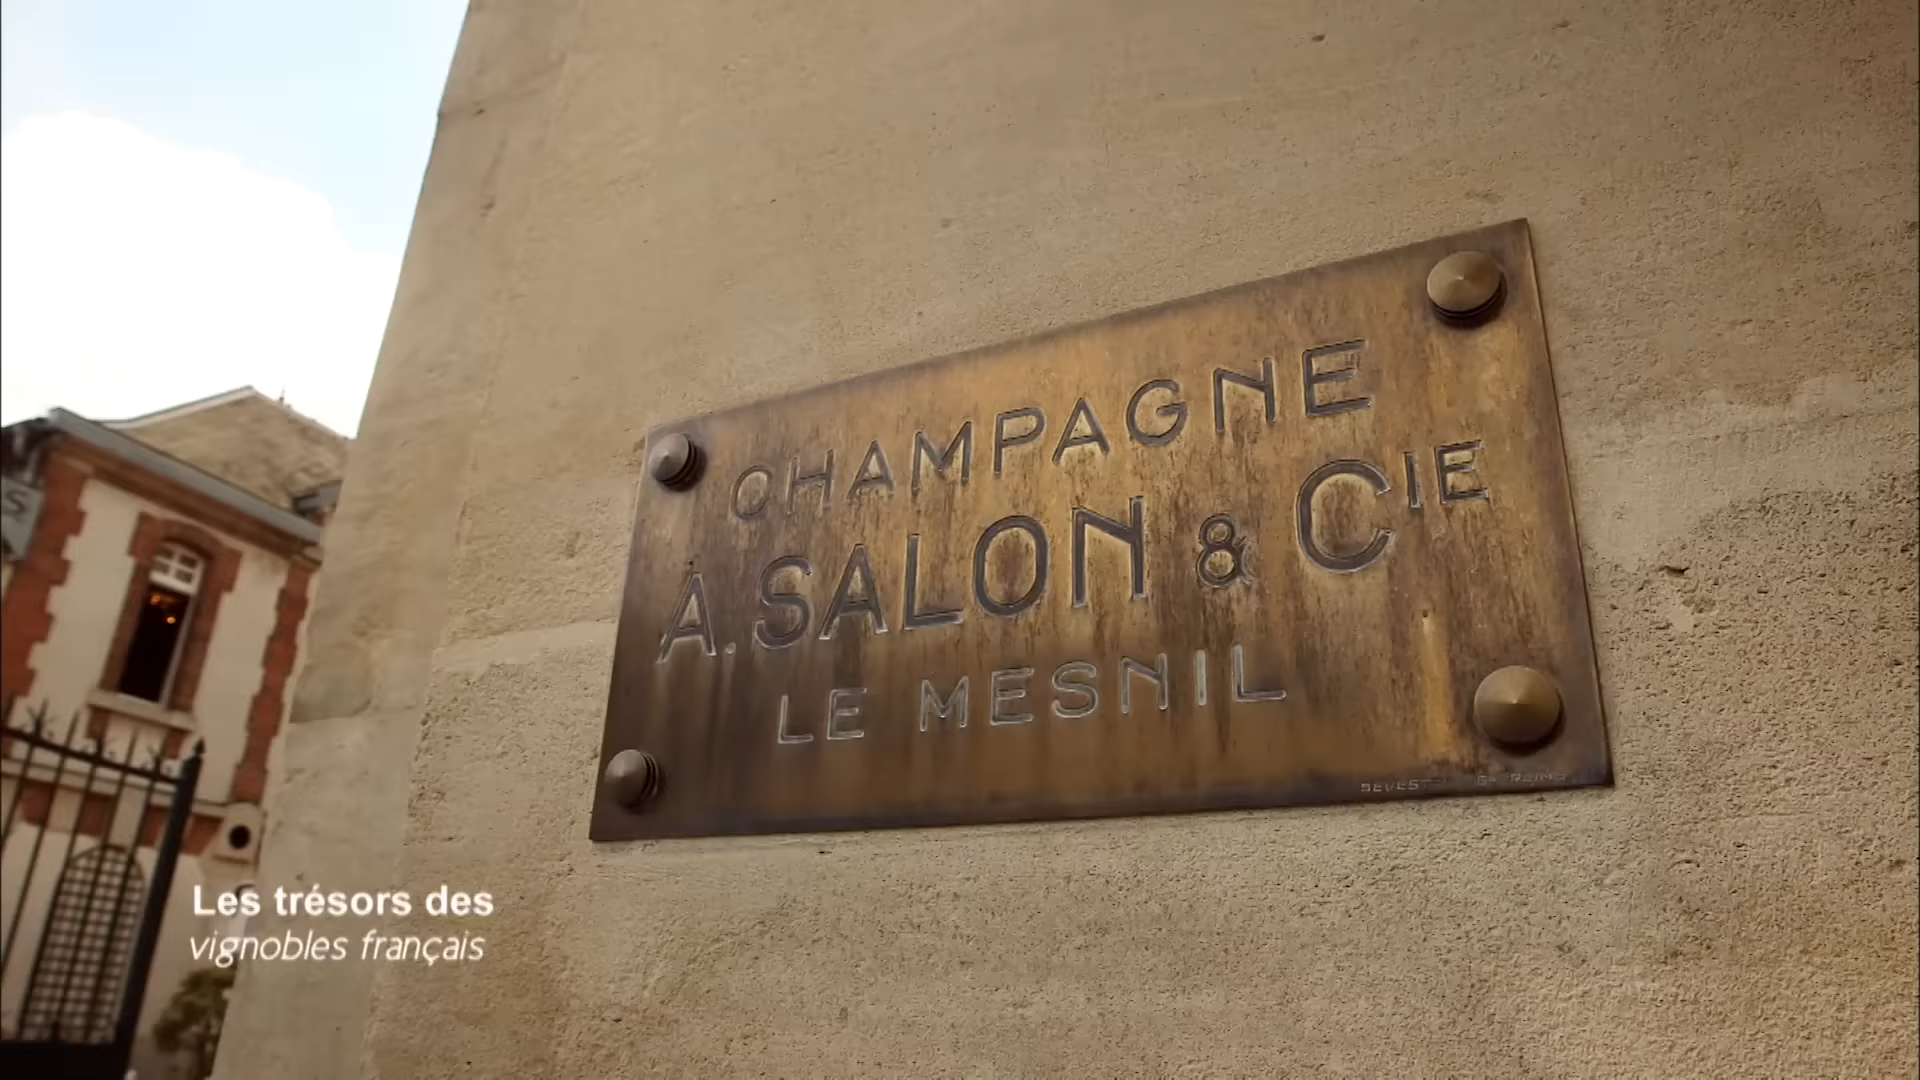 CHAMPAGNE
A. SALON & CIE
LE MESNIL
Les trésors des
vignobles français